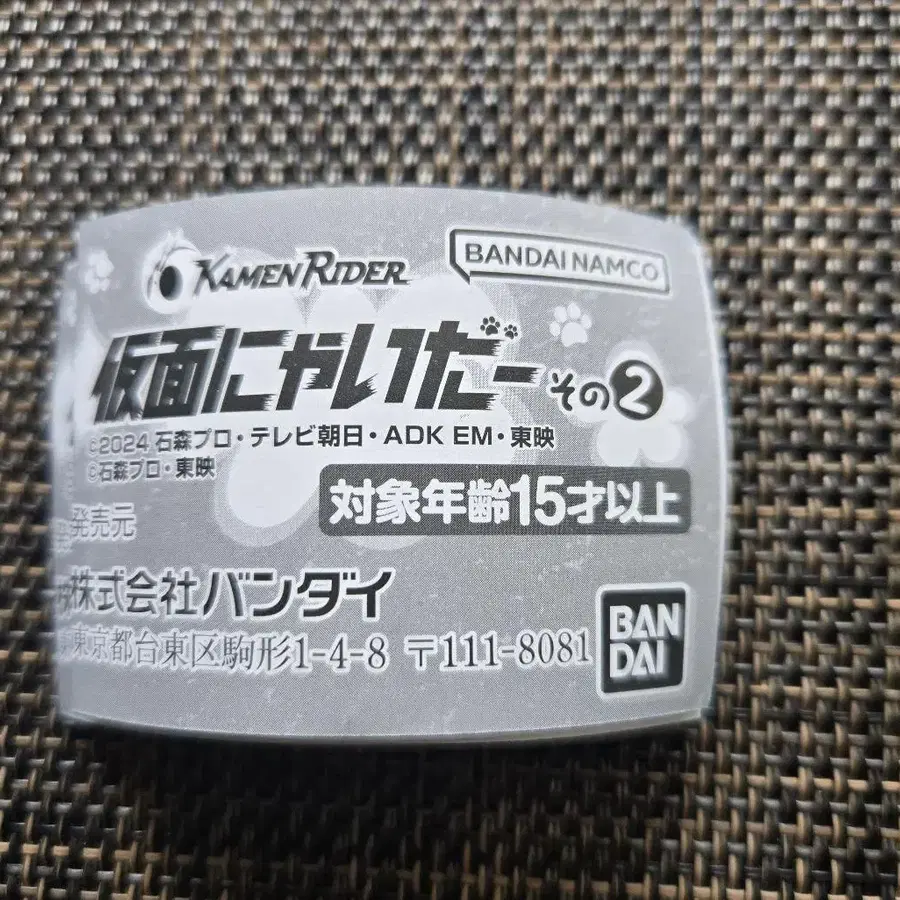 KAMEN RIDER
BANDAI NAMCO
仮面にゃいだー その2
©2024 石森プロ・テレビ朝日・ADK EM・東映
©石森プロ・東映
対象年齢15才以上
発売元
株式会社バンダイ
東京都台東区駒形1-4-8 〒111-8081
BAN
DAI